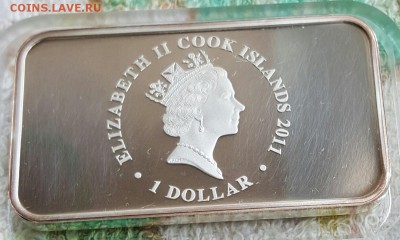 COINS.LAVE.RU
ELIZABETH II COOK ISLANDS 2011
• 1 DOLLAR •